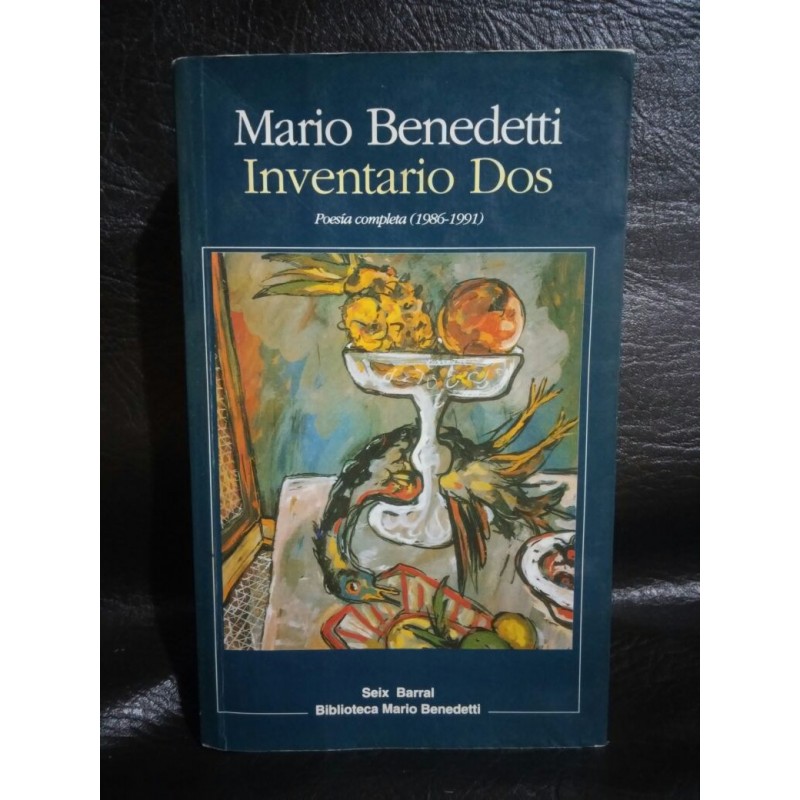 Mario Benedetti
Inventario Dos
Poesía completa (1986-1991)
Seix Barral
Biblioteca Mario Benedetti